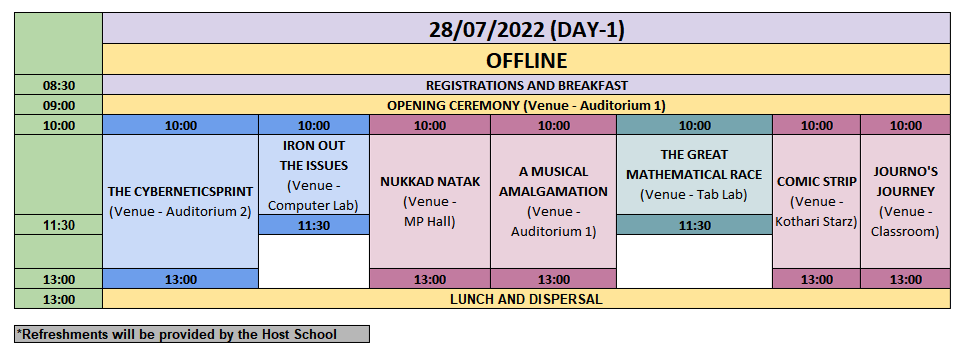 28/07/2022 (DAY-1)
OFFLINE
08:30 REGISTRATIONS AND BREAKFAST
09:00 OPENING CEREMONY (Venue - Auditorium 1)
10:00 10:00 10:00 10:00 10:00 10:00 10:00 10:00
THE CYBERNETICSPRINT
(Venue - Auditorium 2)
IRON OUT
THE ISSUES
(Venue -
Computer Lab)
NUKKAD NATAK
(Venue -
MP Hall)
A MUSICAL
AMALGAMATION
(Venue -
Auditorium 1)
THE GREAT
MATHEMATICAL RACE
(Venue - Tab Lab)
COMIC STRIP
(Venue -
Kothari Starz)
JOURNO'S
JOURNEY
(Venue -
Classroom)
11:30 11:30 11:30
13:00 13:00 13:00 13:00 13:00 13:00
13:00 LUNCH AND DISPERSAL
*Refreshments will be provided by the Host School